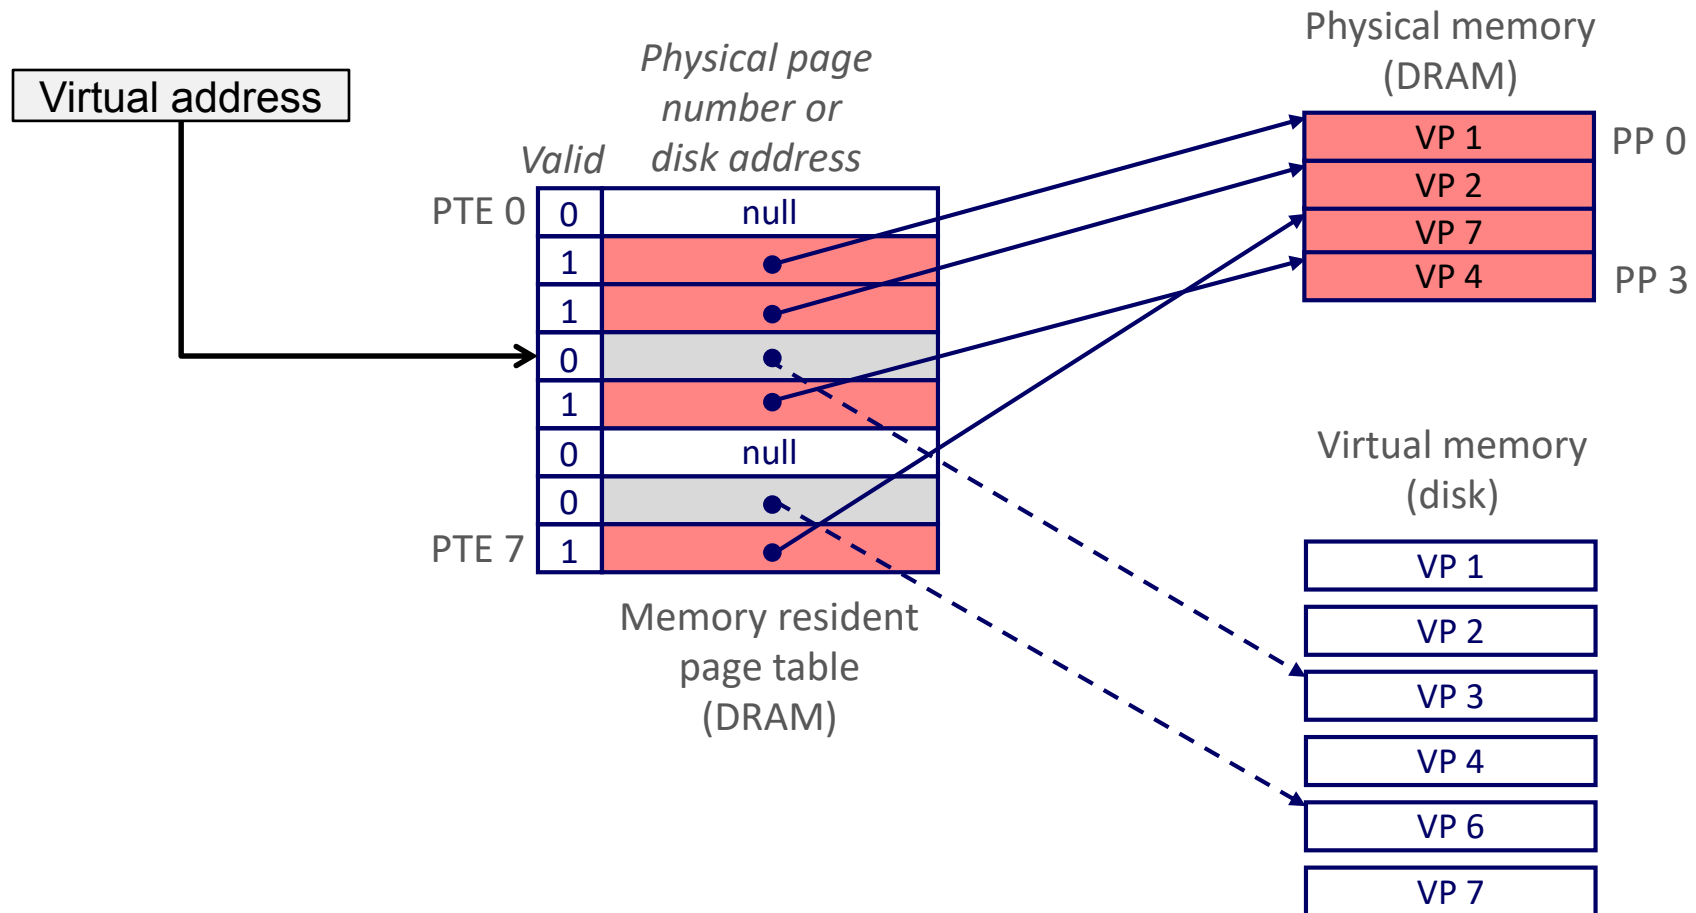 Virtual address
Physical page
number or
disk address
Valid
PTE 0
0
null
1
1
0
1
0
null
0
PTE 7
1
Memory resident
page table
(DRAM)
Physical memory
(DRAM)
VP 1
PP 0
VP 2
VP 7
VP 4
PP 3
Virtual memory
(disk)
VP 1
VP 2
VP 3
VP 4
VP 6
VP 7